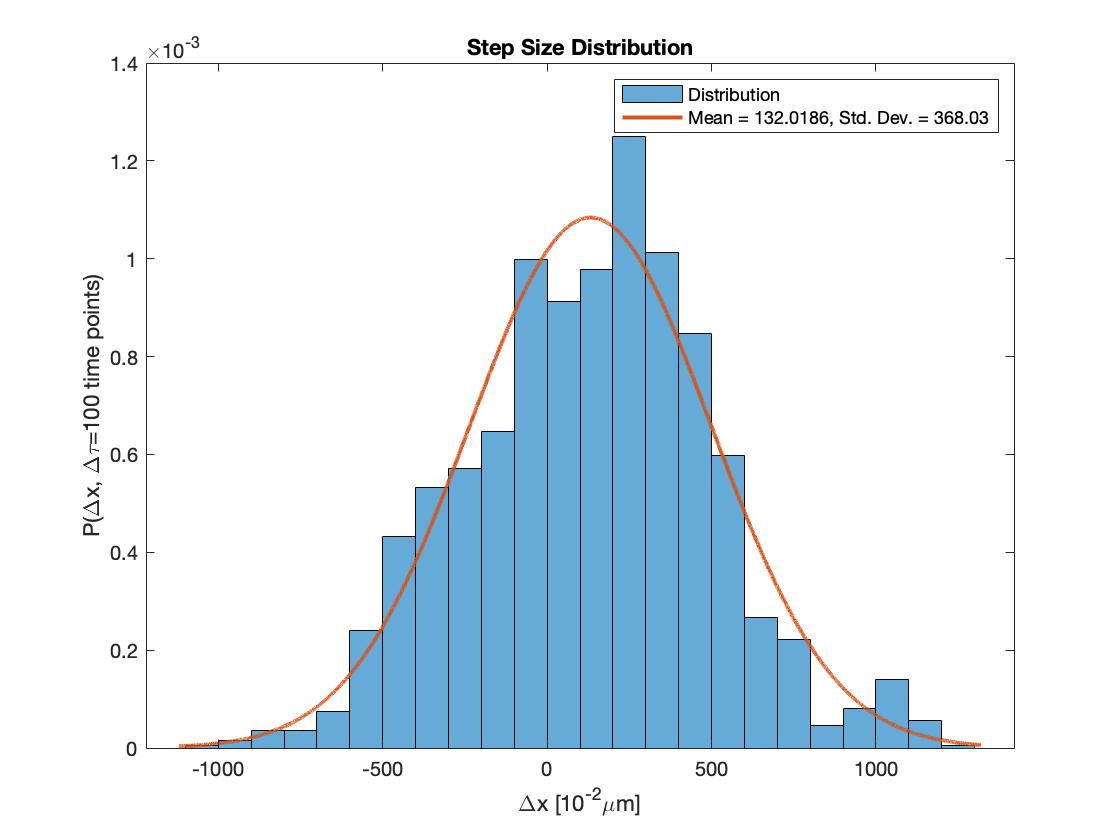 Step Size Distribution
×10⁻³
Distribution
Mean = 132.0186, Std. Dev. = 368.03
1.4
1.2
1
0.8
0.6
0.4
0.2
0
P(Δx, Δτ=100 time points)
-1000 -500 0 500 1000
Δx [10⁻²μm]